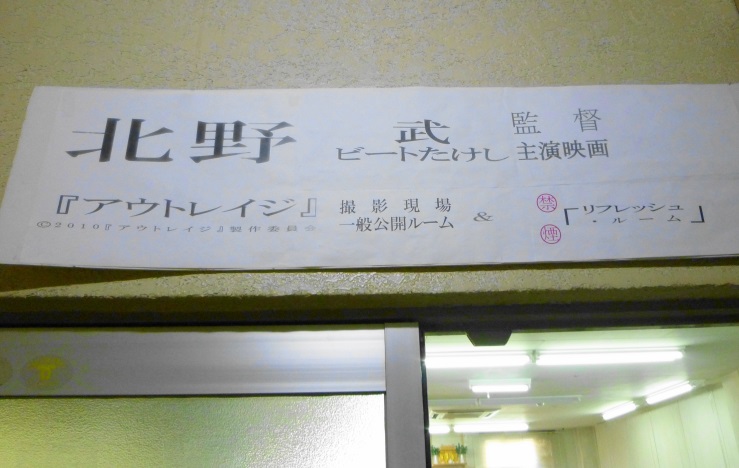 北野 武 監督
ビートたけし 主演映画
『アウトレイジ』 撮影現場 一般公開ルーム & 禁煙 「リフレッシュ・ルーム」
©2010『アウトレイジ』製作委員会